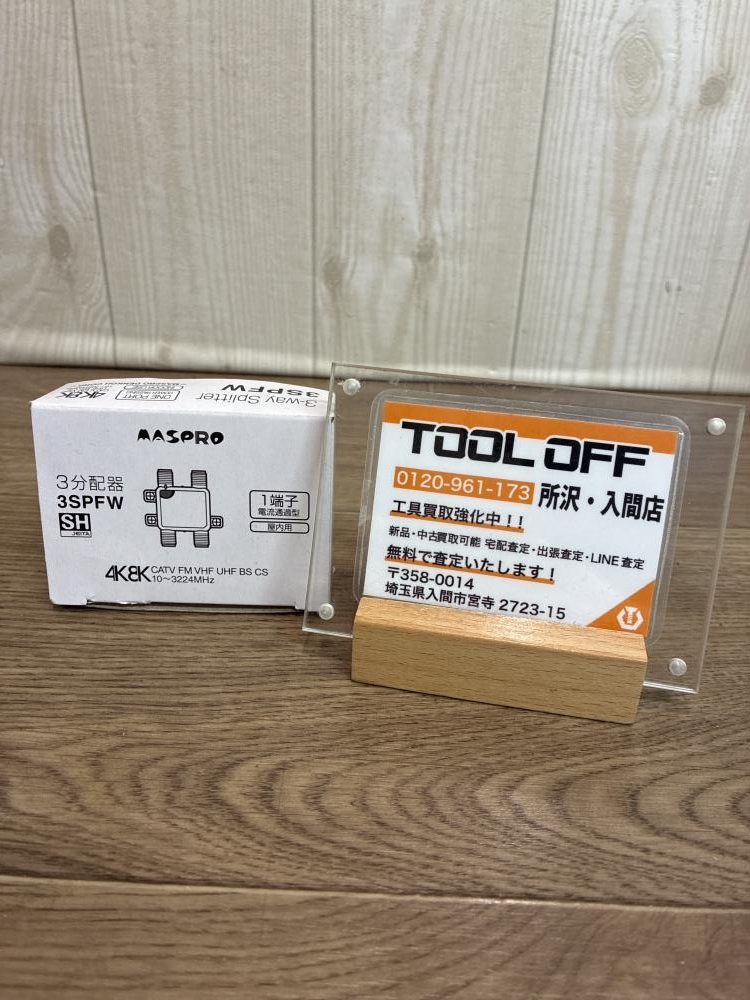 3-way Splitter
3SPFW
ONE PORT
4K8K
MASPRO
3分配器
3SPFW
SH
JEITA
1端子
電流通過型
屋内用
4K8K CATV FM VHF UHF BS CS
10～3224MHz
TOOL OFF
0120-961-173 所沢・入間店
工具買取強化中！！
新品・中古買取可能 宅配査定・出張査定・LINE査定
無料で査定いたします！
〒358-0014
埼玉県入間市宮寺 2723-15